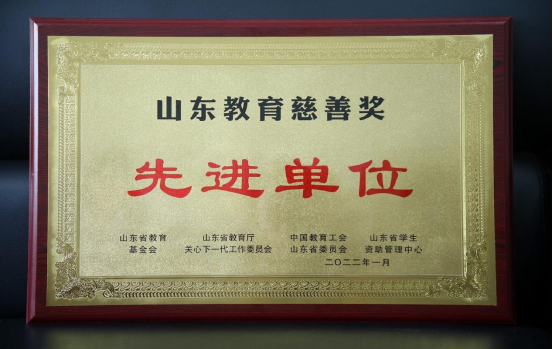 山东教育慈善奖
先进单位
山东省教育 山东省教育厅 中国教育工会 山东省学生
基金会 关心下一代工作委员会 山东省委员会 资助管理中心
二〇二二年一月